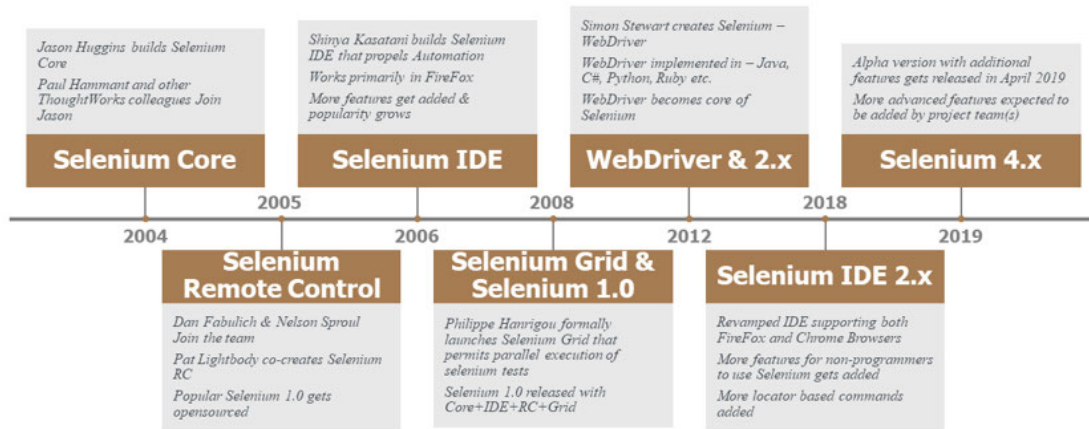 Jason Huggins builds Selenium
Core
Paul Hammant and other
ThoughtWorks colleagues Join
Jason
Selenium Core
Shinya Kasatani builds Selenium
IDE that propels Automation
Works primarily in FireFox
More features get added &
popularity grows
Selenium IDE
Simon Stewart creates Selenium –
WebDriver
WebDriver implemented in – Java,
C#, Python, Ruby etc.
WebDriver becomes core of
Selenium
WebDriver & 2.x
Alpha version with additional
features gets released in April 2019
More advanced features expected to
be added by project team(s)
Selenium 4.x
2005
2008
2018
2004
2006
2012
2019
Selenium
Remote Control
Dan Fabulich & Nelson Sproul
Join the team
Pat Lightbody co-creates Selenium
RC
Popular Selenium 1.0 gets
opensourced
Selenium Grid &
Selenium 1.0
Philippe Hanrigou formally
launches Selenium Grid that
permits parallel execution of
selenium tests
Selenium 1.0 released with
Core+IDE+RC+Grid
Selenium IDE 2.x
Revamped IDE supporting both
FireFox and Chrome Browsers
More features for non-programmers
to use Selenium gets added
More locator based commands
added